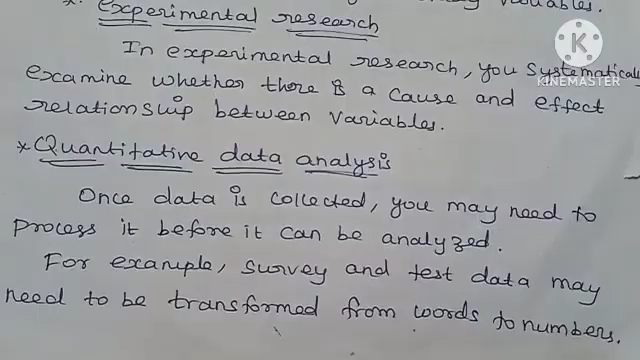 variables.
* experimental research
In experimental research, you systematically
examine whether there is a cause and effect
relationship between variables.
* Quantitative data analysis
Once data is collected, you may need to
process it before it can be analyzed.
For example, survey and test data may
need to be transformed from words to numbers.
K
KINEMASTER